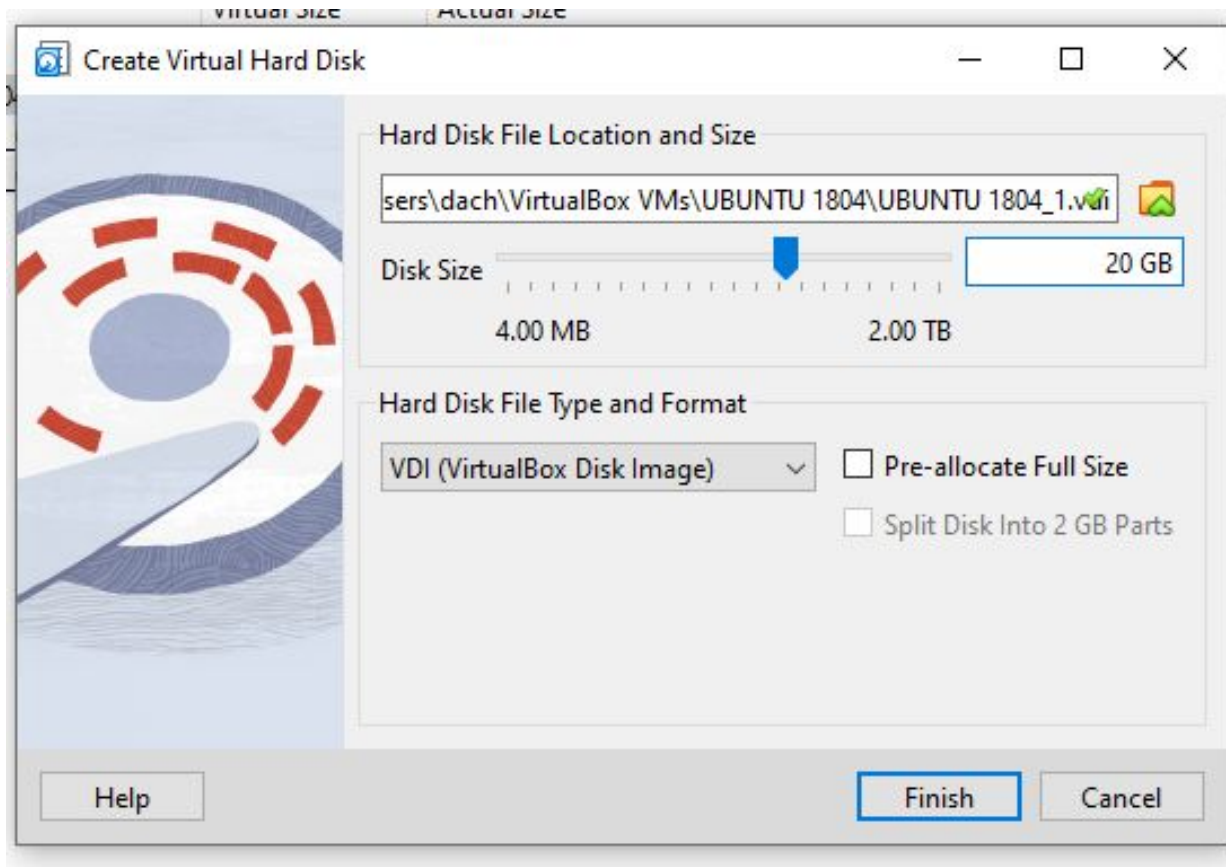 Virtual Size Actual Size
Create Virtual Hard Disk
Hard Disk File Location and Size
sers\dach\VirtualBox VMs\UBUNTU 1804\UBUNTU 1804_1.vdi
Disk Size 20 GB
4.00 MB 2.00 TB
Hard Disk File Type and Format
VDI (VirtualBox Disk Image) Pre-allocate Full Size
Split Disk Into 2 GB Parts
Help Finish Cancel